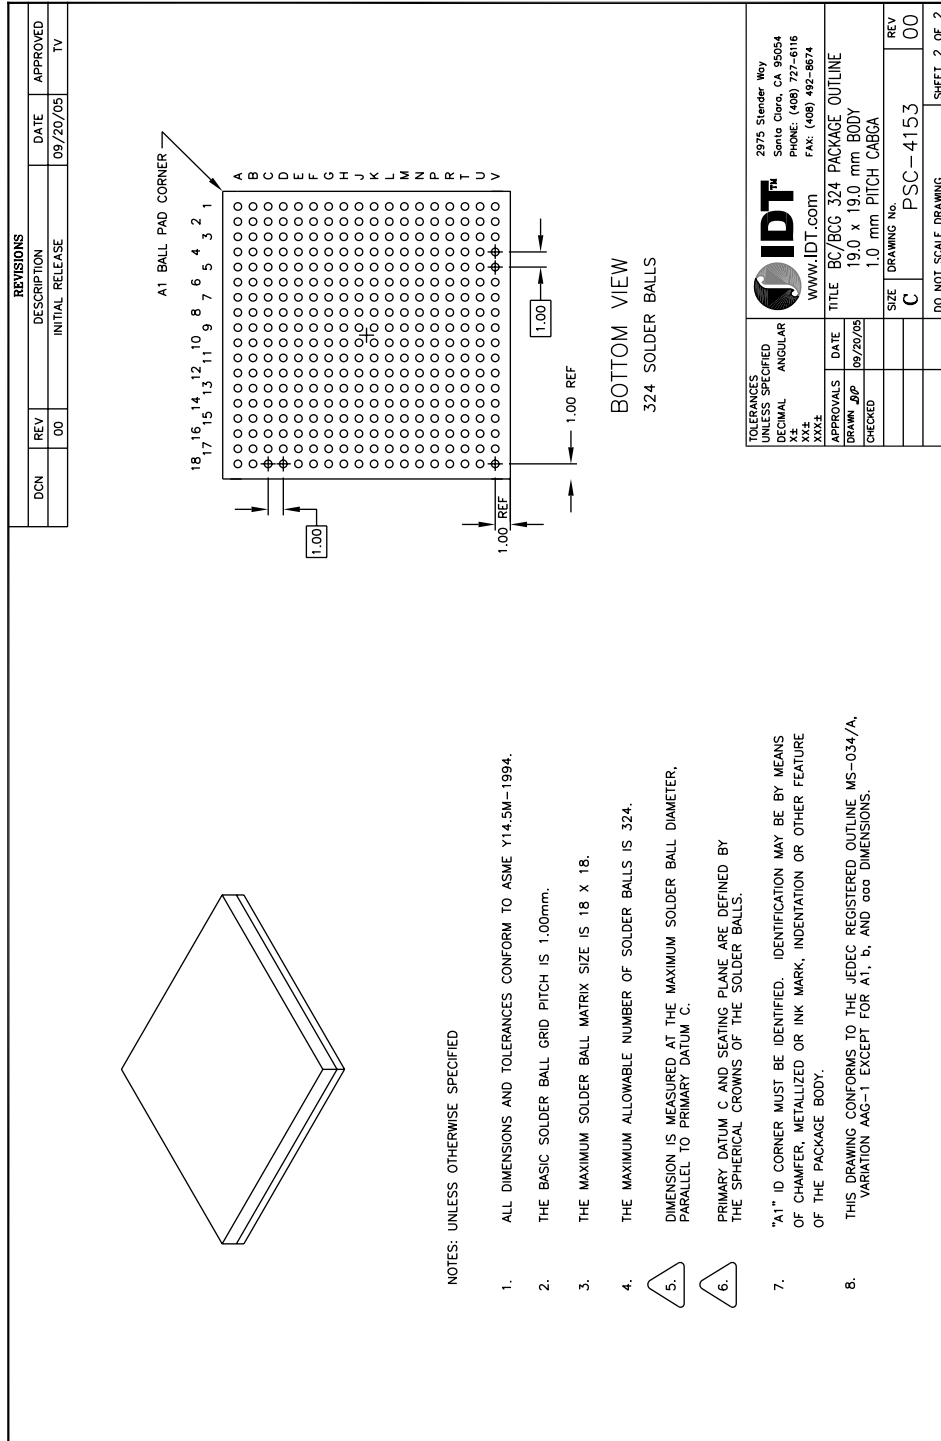 REVISIONS
DCN REV DESCRIPTION DATE APPROVED
00 INITIAL RELEASE 09/20/05 TV
A1 BALL PAD CORNER
18 17 16 15 14 13 12 11 10 9 8 7 6 5 4 3 2 1
A
B
C
D
E
F
G
H
J
K
L
M
N
P
R
T
U
V
1.00
1.00 REF
1.00
1.00 REF
BOTTOM VIEW
324 SOLDER BALLS
NOTES: UNLESS OTHERWISE SPECIFIED
1. ALL DIMENSIONS AND TOLERANCES CONFORM TO ASME Y14.5M-1994.
2. THE BASIC SOLDER BALL GRID PITCH IS 1.00mm.
3. THE MAXIMUM SOLDER BALL MATRIX SIZE IS 18 X 18.
4. THE MAXIMUM ALLOWABLE NUMBER OF SOLDER BALLS IS 324.
5. DIMENSION IS MEASURED AT THE MAXIMUM SOLDER BALL DIAMETER,
PARALLEL TO PRIMARY DATUM C.
6. PRIMARY DATUM C AND SEATING PLANE ARE DEFINED BY
THE SPHERICAL CROWNS OF THE SOLDER BALLS.
7. "A1" ID CORNER MUST BE IDENTIFIED. IDENTIFICATION MAY BE BY MEANS
OF CHAMFER, METALLIZED OR INK MARK, INDENTATION OR OTHER FEATURE
OF THE PACKAGE BODY.
8. THIS DRAWING CONFORMS TO THE JEDEC REGISTERED OUTLINE MS-034/A,
VARIATION AAG-1 EXCEPT FOR A1, b, AND aaa DIMENSIONS.
TOLERANCES
UNLESS SPECIFIED
DECIMAL ANGULAR
X±
XX±
XXX±
APPROVALS DATE
DRAWN 09/20/05
CHECKED
IDT™
www.IDT.com
2975 Stender Way
Santa Clara, CA 95054
PHONE: (408) 727-6116
FAX: (408) 492-8674
TITLE BC/BCG 324 PACKAGE OUTLINE
19.0 x 19.0 mm BODY
1.0 mm PITCH CABGA
SIZE DRAWING No. REV
C PSC-4153 00
DO NOT SCALE DRAWING SHEET 2 OF 2